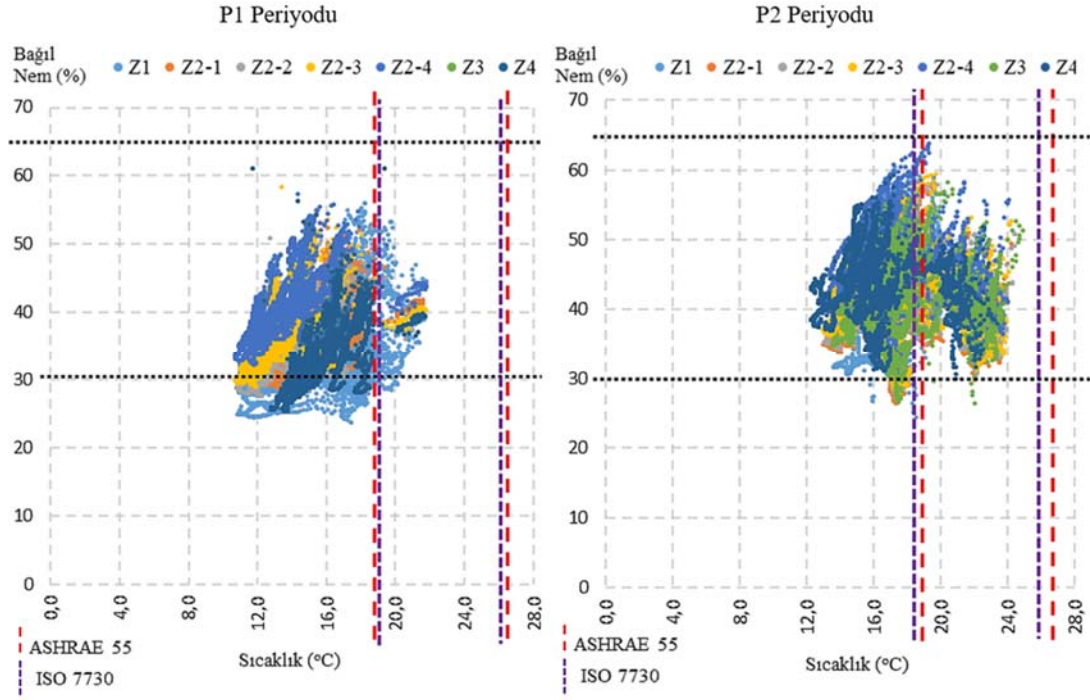 P1 Periyodu
Bağıl
Nem (%)
Z1 Z2-1 Z2-2 Z2-3 Z2-4 Z3 Z4
70
60
50
40
30
20
10
0
0,0 4,0 8,0 12,0 16,0 20,0 24,0 28,0
Sıcaklık (°C)
ASHRAE 55
ISO 7730
P2 Periyodu
Bağıl
Nem (%)
Z1 Z2-1 Z2-2 Z2-3 Z2-4 Z3 Z4
70
60
50
40
30
20
10
0
0,0 4,0 8,0 12,0 16,0 20,0 24,0 28,0
Sıcaklık (°C)
ASHRAE 55
ISO 7730